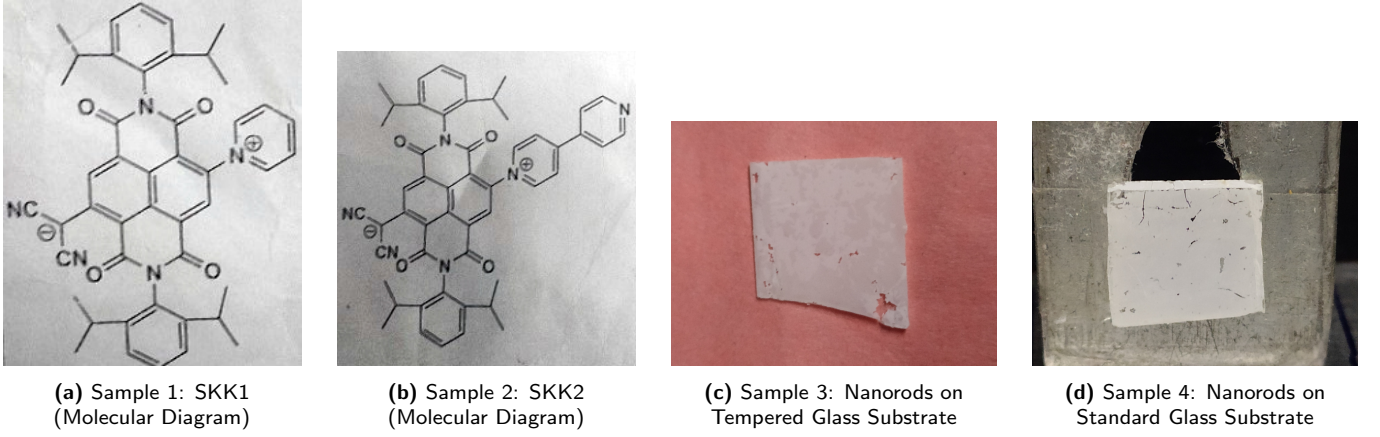 N
O
O
N
⊕
NC
⊖
CN
O
N
O
N
O
O
N
N
⊕
NC
⊖
CN
O
N
O
(a) Sample 1: SKK1
(Molecular Diagram)
(b) Sample 2: SKK2
(Molecular Diagram)
(c) Sample 3: Nanorods on
Tempered Glass Substrate
(d) Sample 4: Nanorods on
Standard Glass Substrate